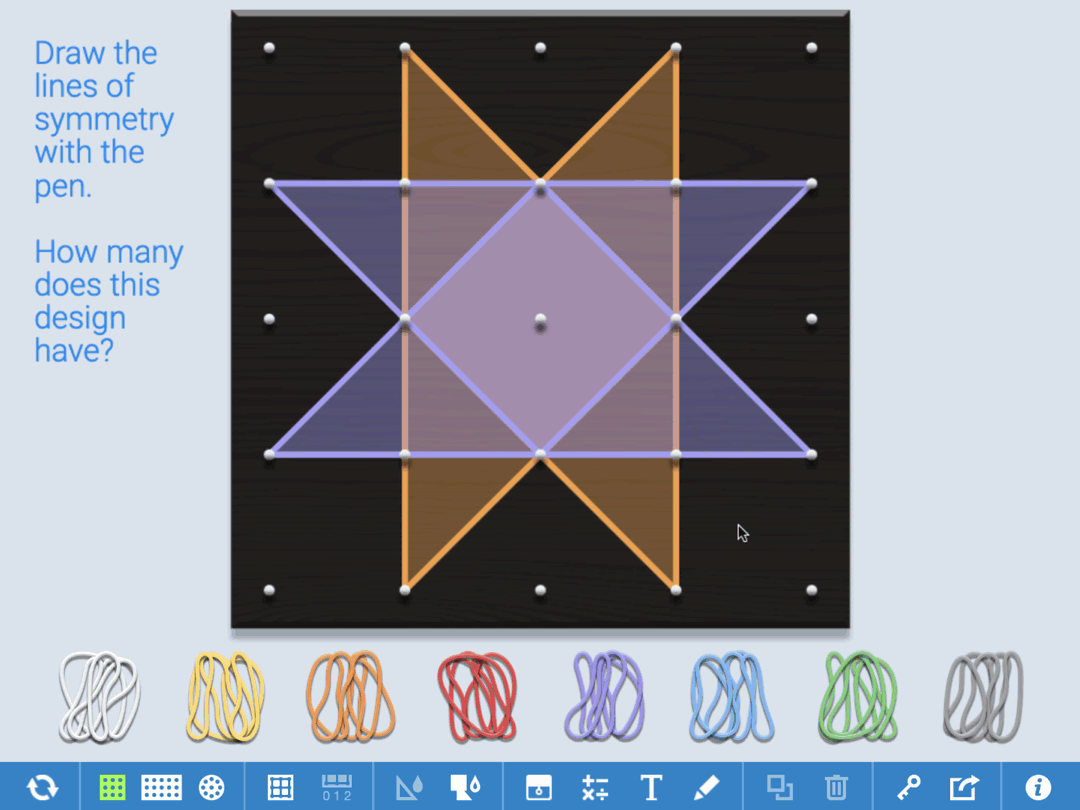 Draw the
lines of
symmetry
with the
pen.
How many
does this
design
have?
0 1 2
T